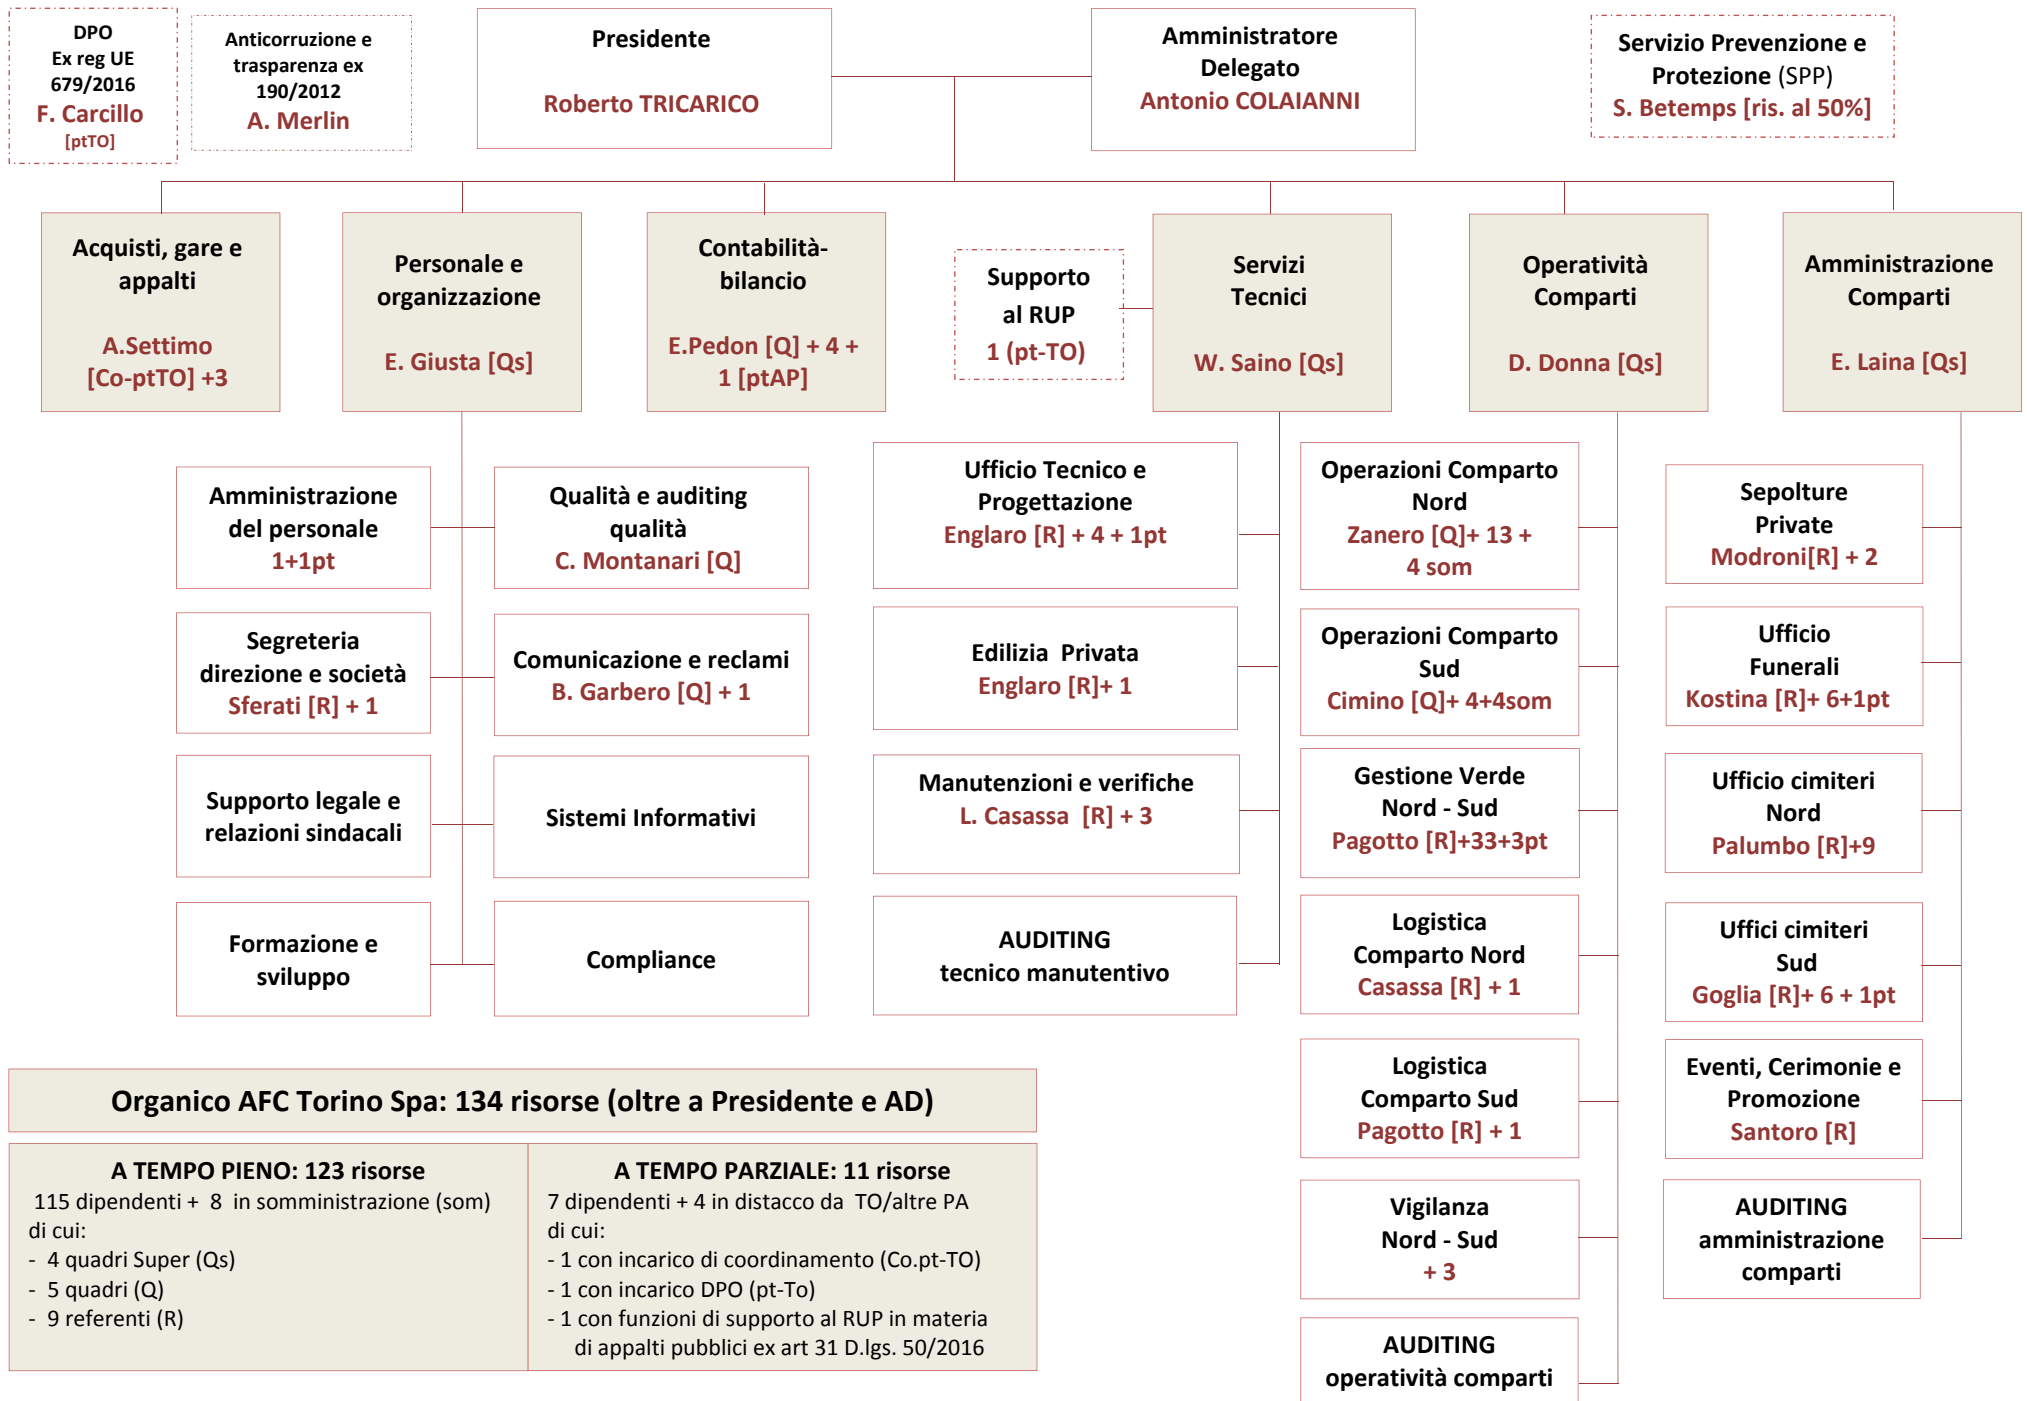 DPO
Ex reg UE
679/2016
F. Carcillo
[ptTO]
Anticorruzione e
trasparenza ex
190/2012
A. Merlin
Presidente
Roberto TRICARICO
Amministratore
Delegato
Antonio COLAIANNI
Servizio Prevenzione e
Protezione (SPP)
S. Betemps [ris. al 50%]
Acquisti, gare e
appalti
A.Settimo
[Co-ptTO] +3
Personale e
organizzazione
E. Giusta [Qs]
Contabilità-
bilancio
E.Pedon [Q] + 4 +
1 [ptAP]
Supporto
al RUP
1 (pt-TO)
Servizi
Tecnici
W. Saino [Qs]
Operatività
Comparti
D. Donna [Qs]
Amministrazione
Comparti
E. Laina [Qs]
Amministrazione
del personale
1+1pt
Qualità e auditing
qualità
C. Montanari [Q]
Segreteria
direzione e società
Sferati [R] + 1
Comunicazione e reclami
B. Garbero [Q] + 1
Supporto legale e
relazioni sindacali
Sistemi Informativi
Formazione e
sviluppo
Compliance
Ufficio Tecnico e
Progettazione
Englaro [R] + 4 + 1pt
Edilizia Privata
Englaro [R]+ 1
Manutenzioni e verifiche
L. Casassa [R] + 3
AUDITING
tecnico manutentivo
Operazioni Comparto
Nord
Zanero [Q]+ 13 +
4 som
Operazioni Comparto
Sud
Cimino [Q]+ 4+4som
Gestione Verde
Nord - Sud
Pagotto [R]+33+3pt
Logistica
Comparto Nord
Casassa [R] + 1
Logistica
Comparto Sud
Pagotto [R] + 1
Vigilanza
Nord - Sud
+ 3
AUDITING
operatività comparti
Sepolture
Private
Modroni[R] + 2
Ufficio
Funerali
Kostina [R]+ 6+1pt
Ufficio cimiteri
Nord
Palumbo [R]+9
Uffici cimiteri
Sud
Goglia [R]+ 6 + 1pt
Eventi, Cerimonie e
Promozione
Santoro [R]
AUDITING
amministrazione
comparti
Organico AFC Torino Spa: 134 risorse (oltre a Presidente e AD)
A TEMPO PIENO: 123 risorse
115 dipendenti + 8 in somministrazione (som)
di cui:
- 4 quadri Super (Qs)
- 5 quadri (Q)
- 9 referenti (R)
A TEMPO PARZIALE: 11 risorse
7 dipendenti + 4 in distacco da TO/altre PA
di cui:
- 1 con incarico di coordinamento (Co.pt-TO)
- 1 con incarico DPO (pt-To)
- 1 con funzioni di supporto al RUP in materia
di appalti pubblici ex art 31 D.lgs. 50/2016